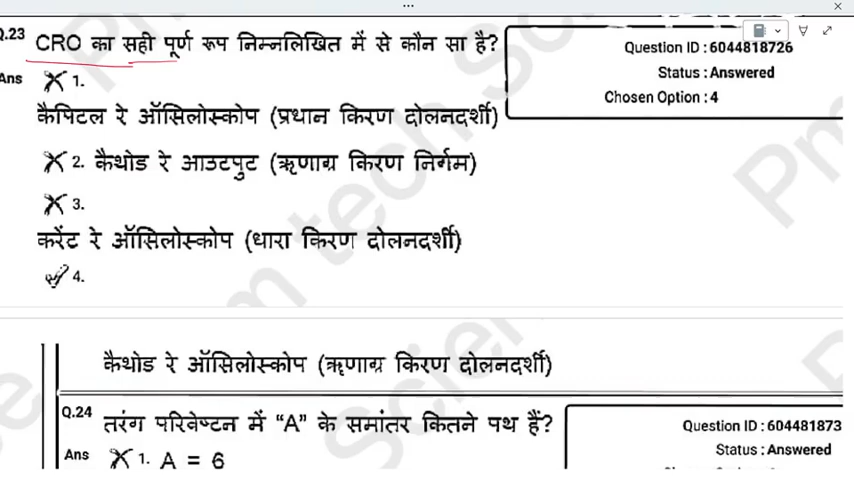 Q.23 CRO का सही पूर्ण रूप निम्नलिखित में से कौन सा है?
Question ID : 6044818726
Status : Answered
Chosen Option : 4
Ans 1.
कैपिटल रे ऑसिलोस्कोप (प्रधान किरण दोलनदर्शी)
2. कैथोड रे आउटपुट (ऋणाग्र किरण निर्गम)
3.
करेंट रे ऑसिलोस्कोप (धारा किरण दोलनदर्शी)
4.
कैथोड रे ऑसिलोस्कोप (ऋणाग्र किरण दोलनदर्शी)
Q.24 तरंग परिवेष्टन में “A” के समांतर कितने पथ हैं?
Question ID : 604481873
Status : Answered
Ans 1. A = 6